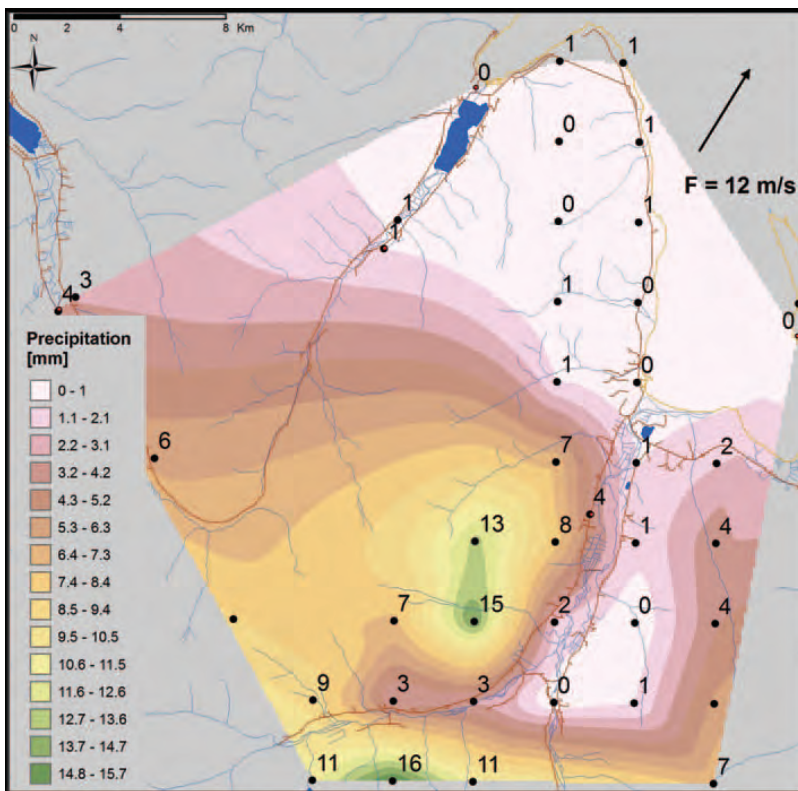 0 2 4 8 Km
N
1 1
0
0 1
F = 12 m/s
1 0 1
1
3
4 1 0 0
Precipitation
[mm]
0 - 1
1.1 - 2.1
2.2 - 3.1
3.2 - 4.2
4.3 - 5.2
5.3 - 6.3
6.4 - 7.3
7.4 - 8.4
8.5 - 9.4
9.5 - 10.5
10.6 - 11.5
11.6 - 12.6
12.7 - 13.6
13.7 - 14.7
14.8 - 15.7
1 0
6 7 1 2
4
13 8 1 4
7 15 2 0 4
9 3 3 0 1
11 16 11 7